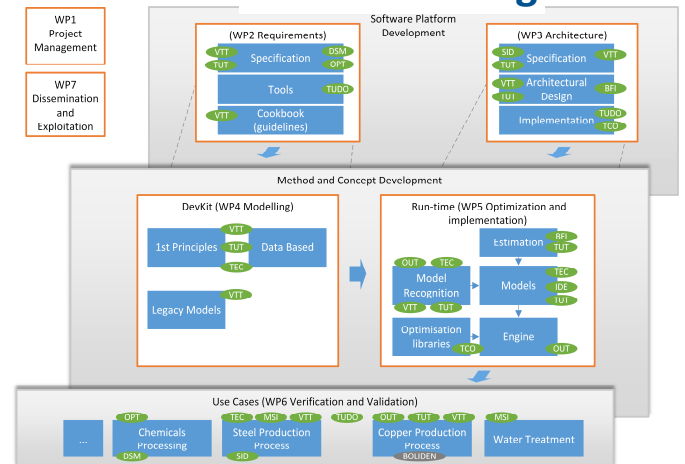 Software Platform
Development
WP1
Project
Management
WP7
Dissemination
and
Exploitation
(WP2 Requirements)
VTT
TUT
Specification
DSM
OPT
Tools
TUDO
VTT
Cookbook
(guidelines)
(WP3 Architecture)
SID
TUT
Specification
VTT
VTT
TUT
Architectural
Design
BFI
Implementation
TUDO
TCO
Method and Concept Development
DevKit (WP4 Modelling)
VTT
1st Principles
TUT
Data Based
TEC
VTT
Legacy Models
Run-time (WP5 Optimization and
implementation)
Estimation
BFI
TUT
OUT
TEC
Model
Recognition
VTT
TUT
Models
TEC
IDE
TUT
Optimisation
libraries
TCO
Engine
OUT
Use Cases (WP6 Verification and Validation)
...
OPT
Chemicals
Processing
DSM
TEC
MSI
VTT
Steel Production
Process
SID
TUDO
OUT
TUT
VTT
Copper Production
Process
BOLIDEN
MSI
Water Treatment